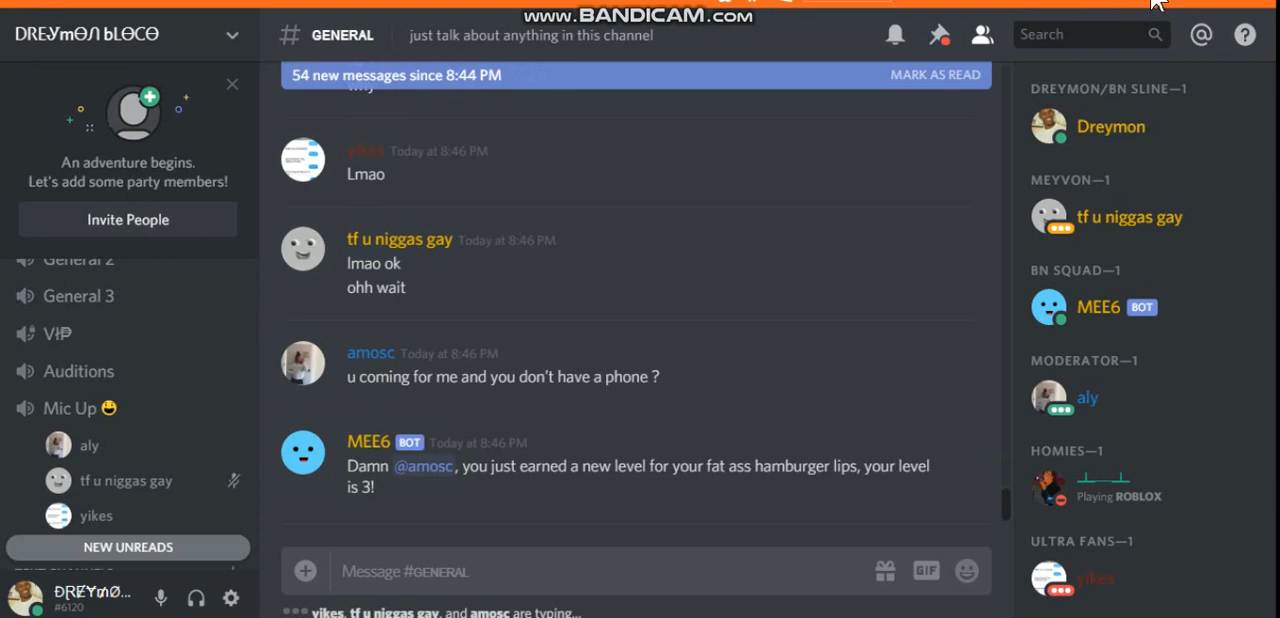 www.BANDICAM.com
DREɎmӨՈ bLӨCO
# GENERAL just talk about anything in this channel
Search
54 new messages since 8:44 PM MARK AS READ
An adventure begins.
Let's add some party members!
Invite People
General 2
General 3
VIP
Auditions
Mic Up 😃
aly
tf u niggas gay
yikes
NEW UNREADS
ĐⱤɆƳ₥Ø...
#6120
yikes Today at 8:46 PM
Lmao
tf u niggas gay Today at 8:46 PM
lmao ok
ohh wait
amosc Today at 8:46 PM
u coming for me and you don't have a phone ?
MEE6 BOT Today at 8:46 PM
Damn @amosc, you just earned a new level for your fat ass hamburger lips, your level
is 3!
Message #GENERAL
GIF
yikes, tf u niggas gay, and amosc are typing...
DREYMON/BN SLINE—1
Dreymon
MEYVON—1
tf u niggas gay
BN SQUAD—1
MEE6 BOT
MODERATOR—1
aly
HOMIES—1
Playing ROBLOX
ULTRA FANS—1
yikes